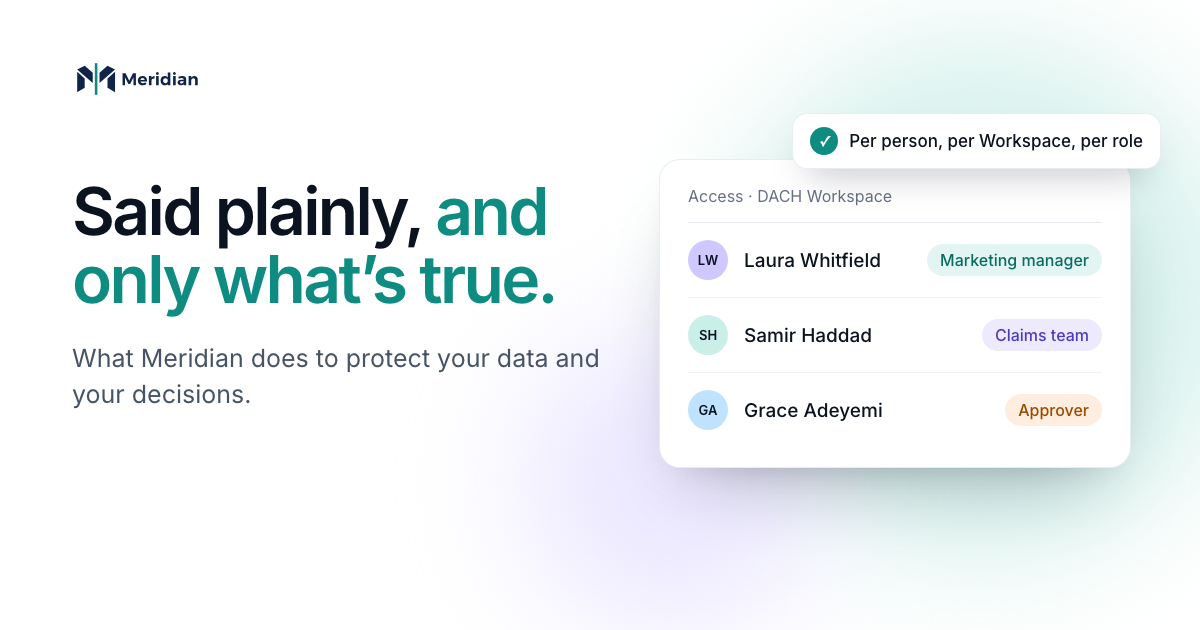 Meridian
Said plainly, and
only what’s true.
What Meridian does to protect your data and
your decisions.
Per person, per Workspace, per role
Access · DACH Workspace
LW Laura Whitfield Marketing manager
SH Samir Haddad Claims team
GA Grace Adeyemi Approver